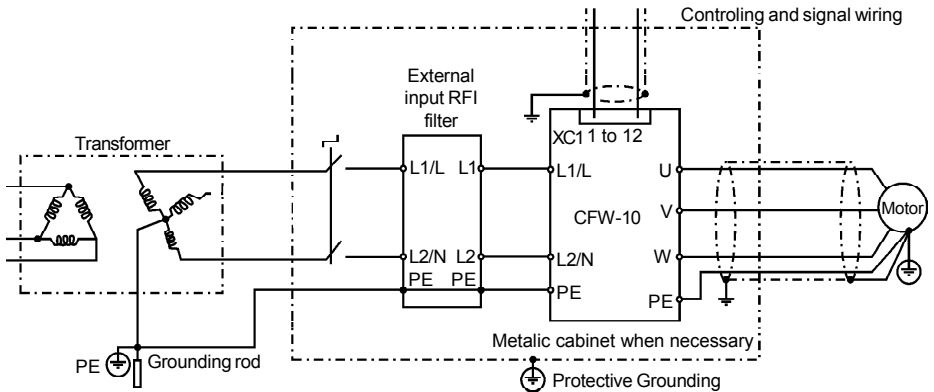 Controling and signal wiring
External
input RFI
filter
Transformer
XC1 1 to 12
L1/L L1 L1/L U
CFW-10 V Motor
L2/N L2 L2/N W
PE PE PE PE
Metalic cabinet when necessary
PE Grounding rod
Protective Grounding